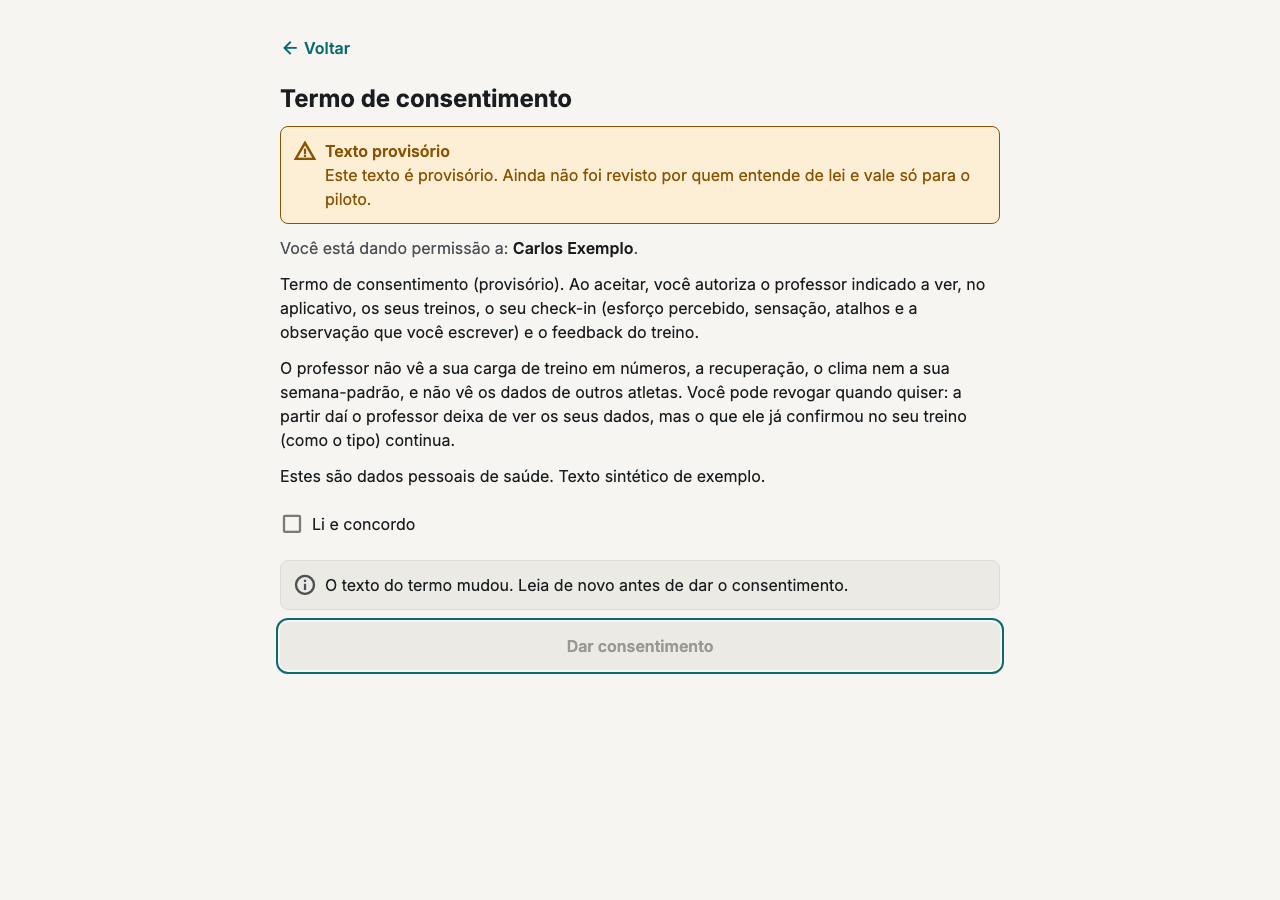 Voltar
Termo de consentimento
Texto provisório
Este texto é provisório. Ainda não foi revisto por quem entende de lei e vale só para o
piloto.
Você está dando permissão a: Carlos Exemplo.
Termo de consentimento (provisório). Ao aceitar, você autoriza o professor indicado a ver, no
aplicativo, os seus treinos, o seu check-in (esforço percebido, sensação, atalhos e a
observação que você escrever) e o feedback do treino.
O professor não vê a sua carga de treino em números, a recuperação, o clima nem a sua
semana-padrão, e não vê os dados de outros atletas. Você pode revogar quando quiser: a
partir daí o professor deixa de ver os seus dados, mas o que ele já confirmou no seu treino
(como o tipo) continua.
Estes são dados pessoais de saúde. Texto sintético de exemplo.
Li e concordo
O texto do termo mudou. Leia de novo antes de dar o consentimento.
Dar consentimento